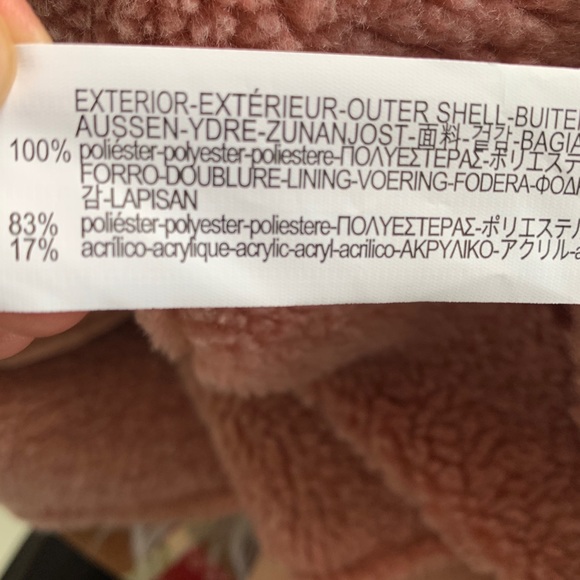 EXTERIOR-EXTÉRIEUR-OUTER SHELL-BUITE
AUSSEN-YDRE-ZUNANJOST-面料-겉감-BAGIA
100% poliéster-polyester-poliestere-ΠΟΛΥΕΣΤΕΡΑΣ-ポリエステ
FORRO-DOUBLURE-LINING-VOERING-FODERA-ΦΟΔ
감-LAPISAN
83% poliéster-polyester-poliestere-ΠΟΛΥΕΣΤΕΡΑΣ-ポリエステル
17% acrílico-acrylique-acrylic-acryl-acrilico-ΑΚΡΥΛΙΚΟ-アクリル-a